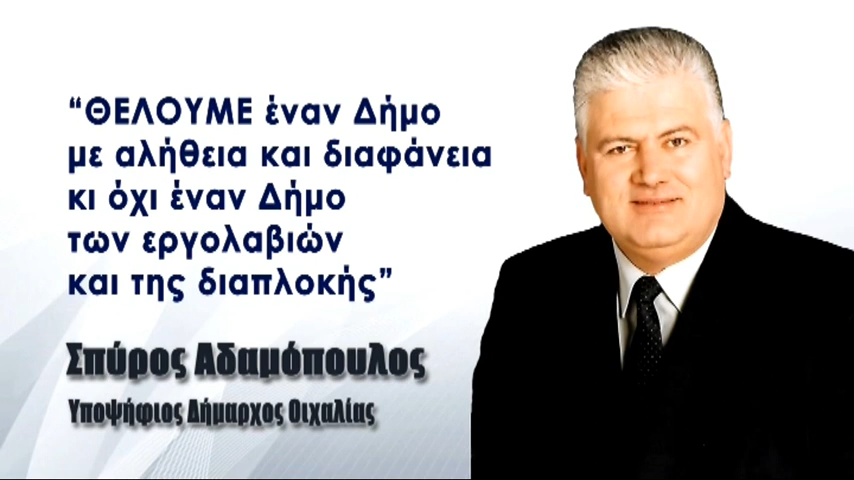 “ΘΕΛΟΥΜΕ έναν Δήμο
με αλήθεια και διαφάνεια
κι όχι έναν Δήμο
των εργολαβιών
και της διαπλοκής”
Σπύρος Αδαμόπουλος
Υποψήφιος Δήμαρχος Οιχαλίας